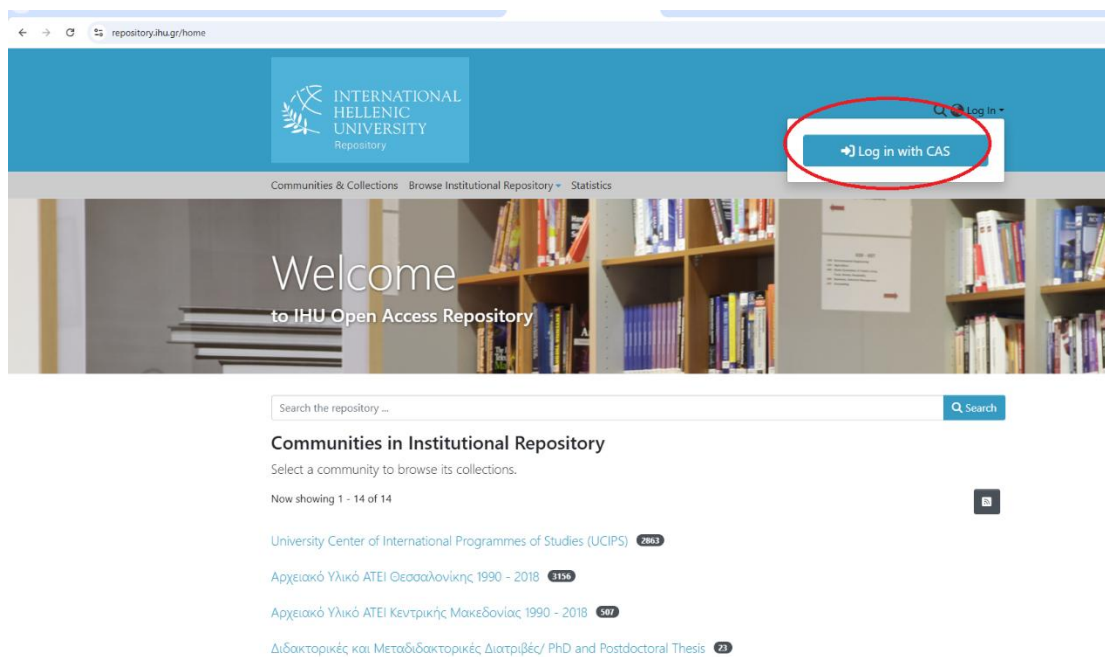 repository.ihu.gr/home
INTERNATIONAL
HELLENIC
UNIVERSITY
Repository
Log In
Log in with CAS
Communities & Collections Browse Institutional Repository Statistics
Welcome
to IHU Open Access Repository
Search the repository ...
Search
Communities in Institutional Repository
Select a community to browse its collections.
Now showing 1 - 14 of 14
University Center of International Programmes of Studies (UCIPS) 2863
Αρχειακό Υλικό ΑΤΕΙ Θεσσαλονίκης 1990 - 2018 3156
Αρχειακό Υλικό ΑΤΕΙ Κεντρικής Μακεδονίας 1990 - 2018 507
Διδακτορικές και Μεταδιδακτορικές Διατριβές/ PhD and Postdoctoral Thesis 23